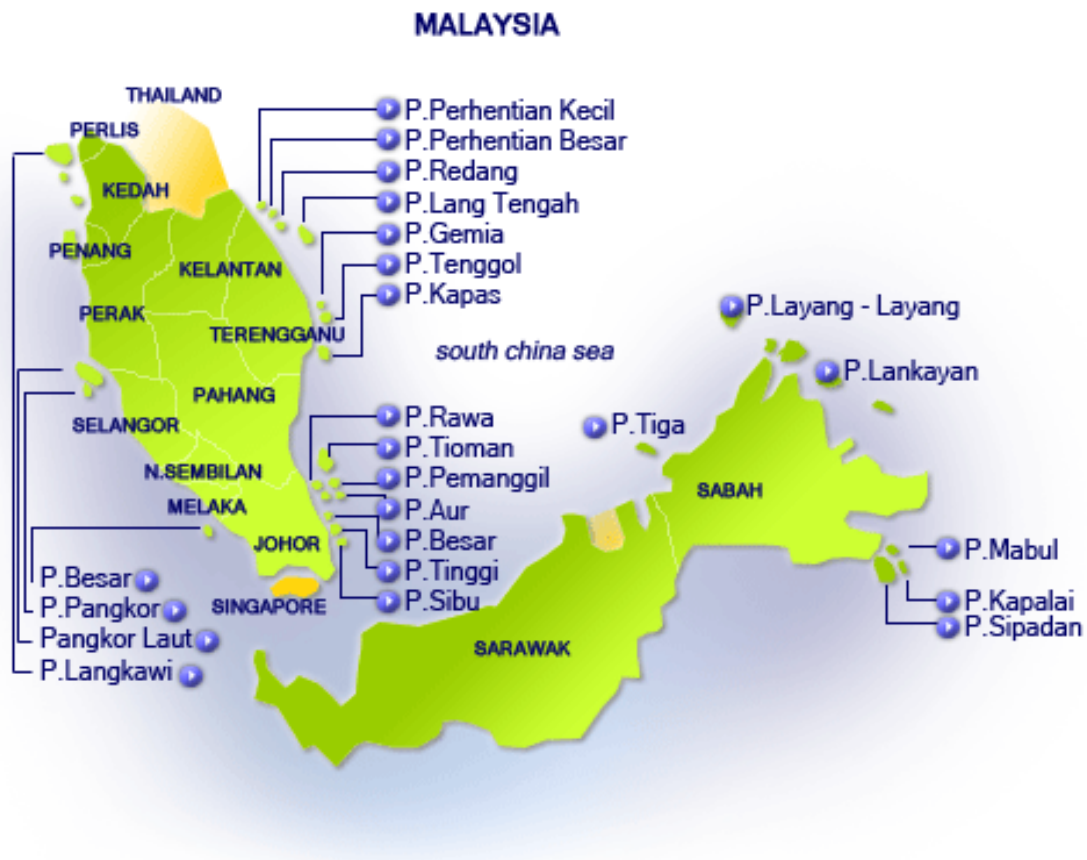 MALAYSIA
THAILAND
PERLIS
KEDAH
PENANG
KELANTAN
PERAK
TERENGGANU
PAHANG
SELANGOR
N.SEMBILAN
MELAKA
JOHOR
SINGAPORE
P.Perhentian Kecil
P.Perhentian Besar
P.Redang
P.Lang Tengah
P.Gemia
P.Tenggol
P.Kapas
south china sea
P.Rawa
P.Tioman
P.Pemanggil
P.Aur
P.Besar
P.Tinggi
P.Sibu
P.Besar
P.Pangkor
Pangkor Laut
P.Langkawi
P.Layang - Layang
P.Lankayan
P.Tiga
SABAH
SARAWAK
P.Mabul
P.Kapalai
P.Sipadan